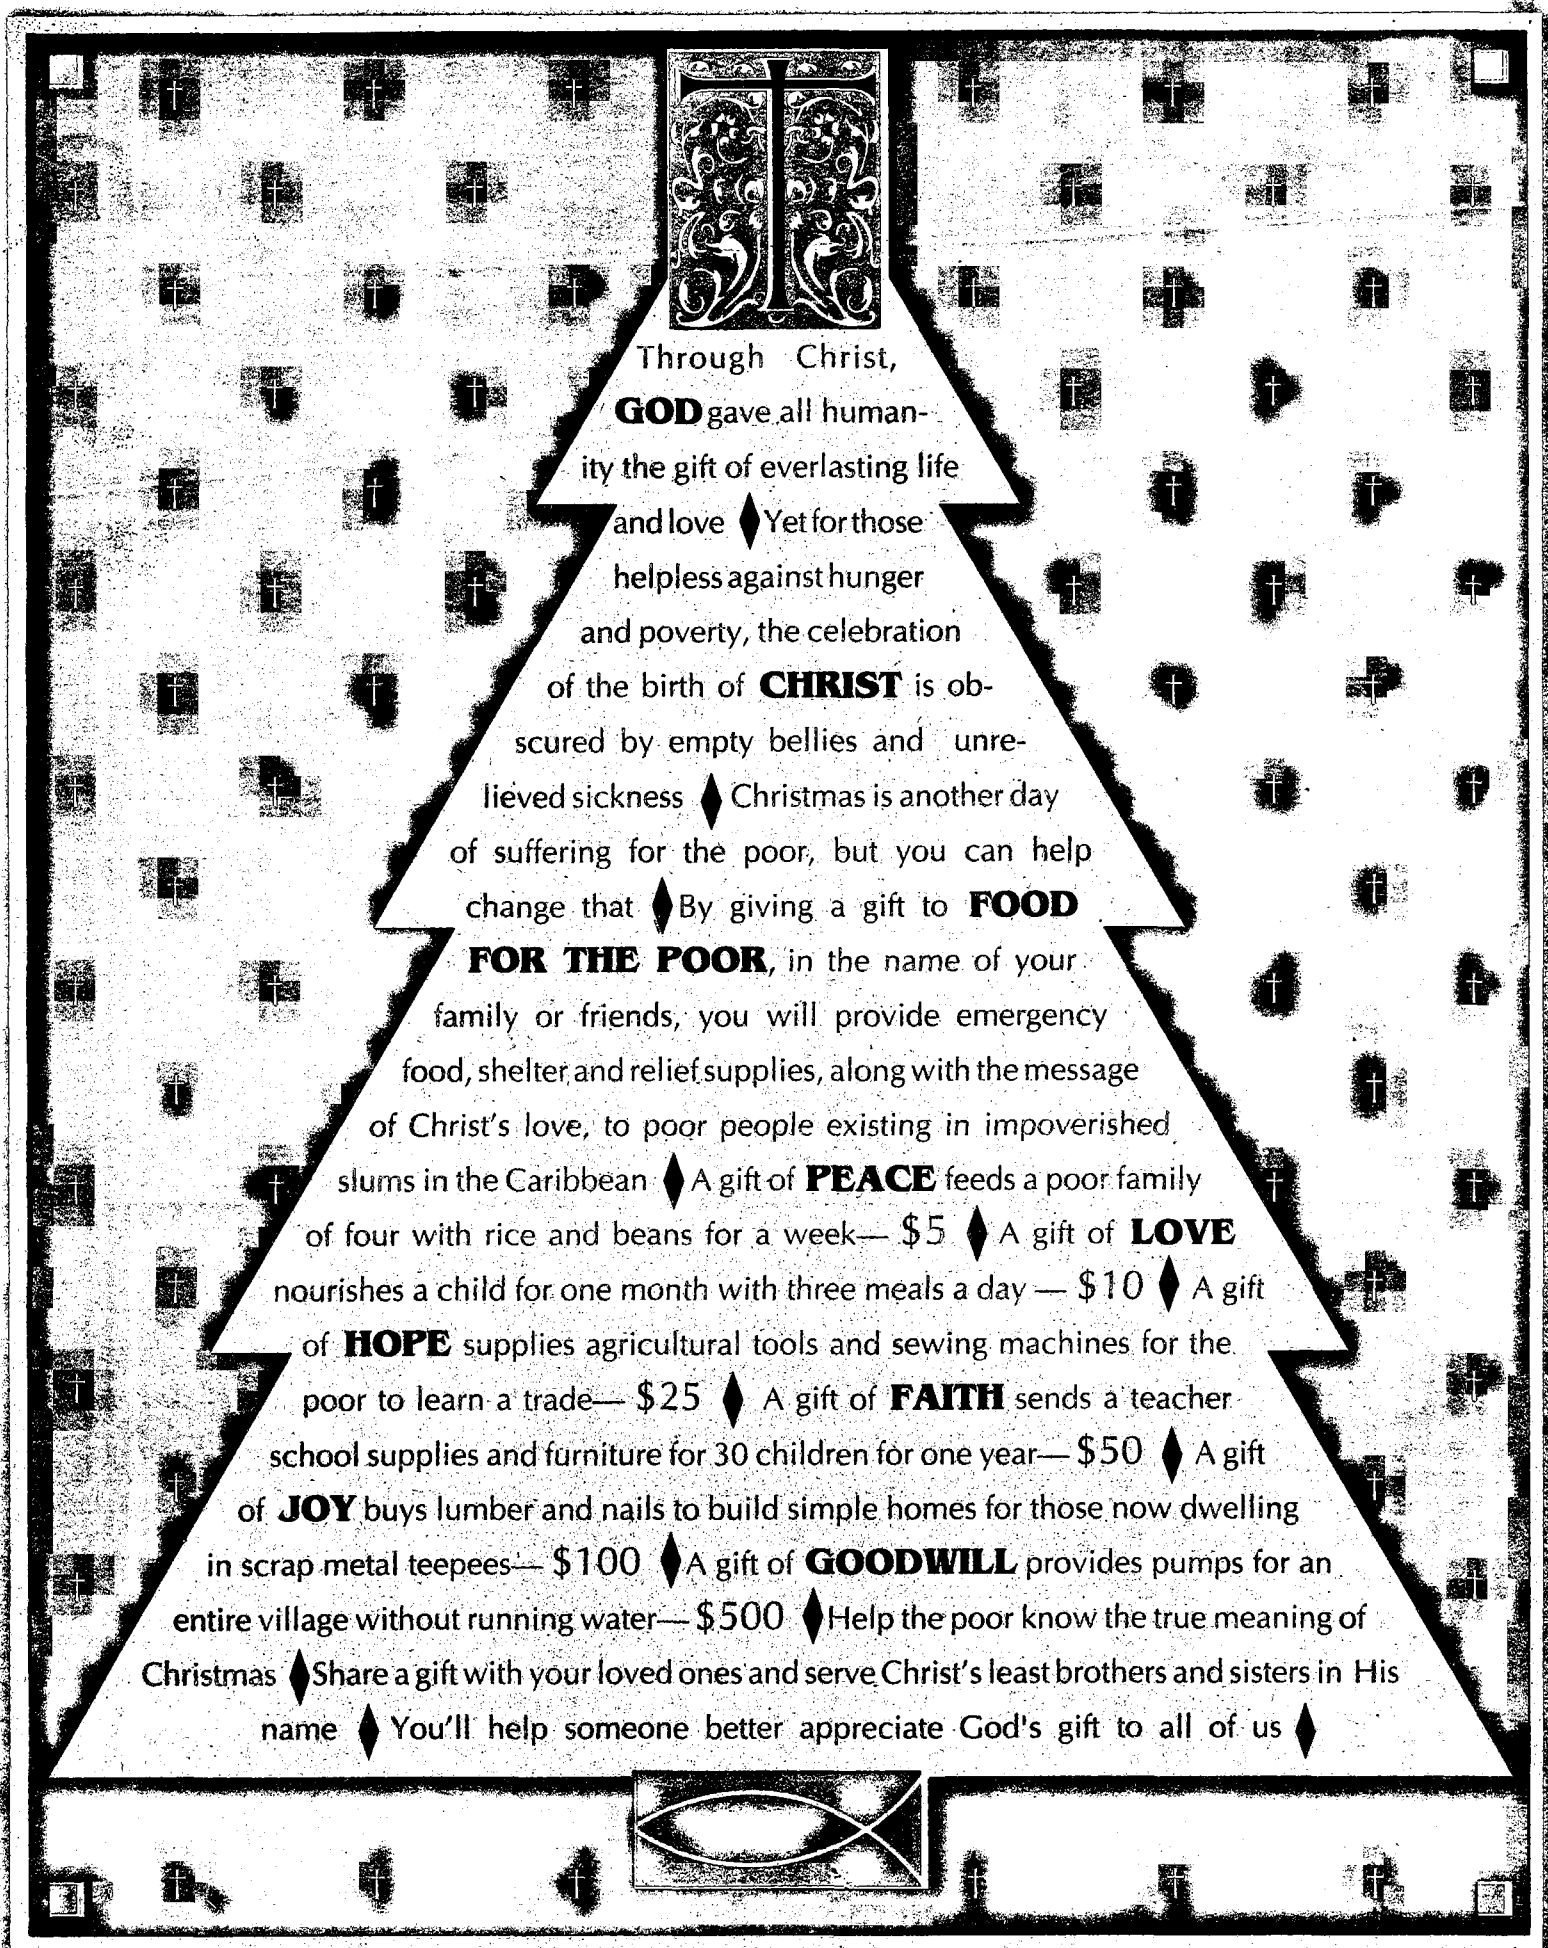 Through Christ,
GOD gave all human-
ity the gift of everlasting life
and love ♦ Yet for those
helpless against hunger
and poverty, the celebration
of the birth of CHRIST is ob-
scured by empty bellies and unre-
lieved sickness ♦ Christmas is another day
of suffering for the poor, but you can help
change that ♦ By giving a gift to FOOD
FOR THE POOR, in the name of your
family or friends, you will provide emergency
food, shelter and relief supplies, along with the message
of Christ's love, to poor people existing in impoverished
slums in the Caribbean ♦ A gift of PEACE feeds a poor family
of four with rice and beans for a week— $5 ♦ A gift of LOVE
nourishes a child for one month with three meals a day — $10 ♦ A gift
of HOPE supplies agricultural tools and sewing machines for the
poor to learn a trade— $25 ♦ A gift of FAITH sends a teacher
school supplies and furniture for 30 children for one year— $50 ♦ A gift
of JOY buys lumber and nails to build simple homes for those now dwelling
in scrap metal teepees— $100 ♦ A gift of GOODWILL provides pumps for an
entire village without running water— $500 ♦ Help the poor know the true meaning of
Christmas ♦ Share a gift with your loved ones and serve Christ's least brothers and sisters in His
name ♦ You'll help someone better appreciate God's gift to all of us ♦